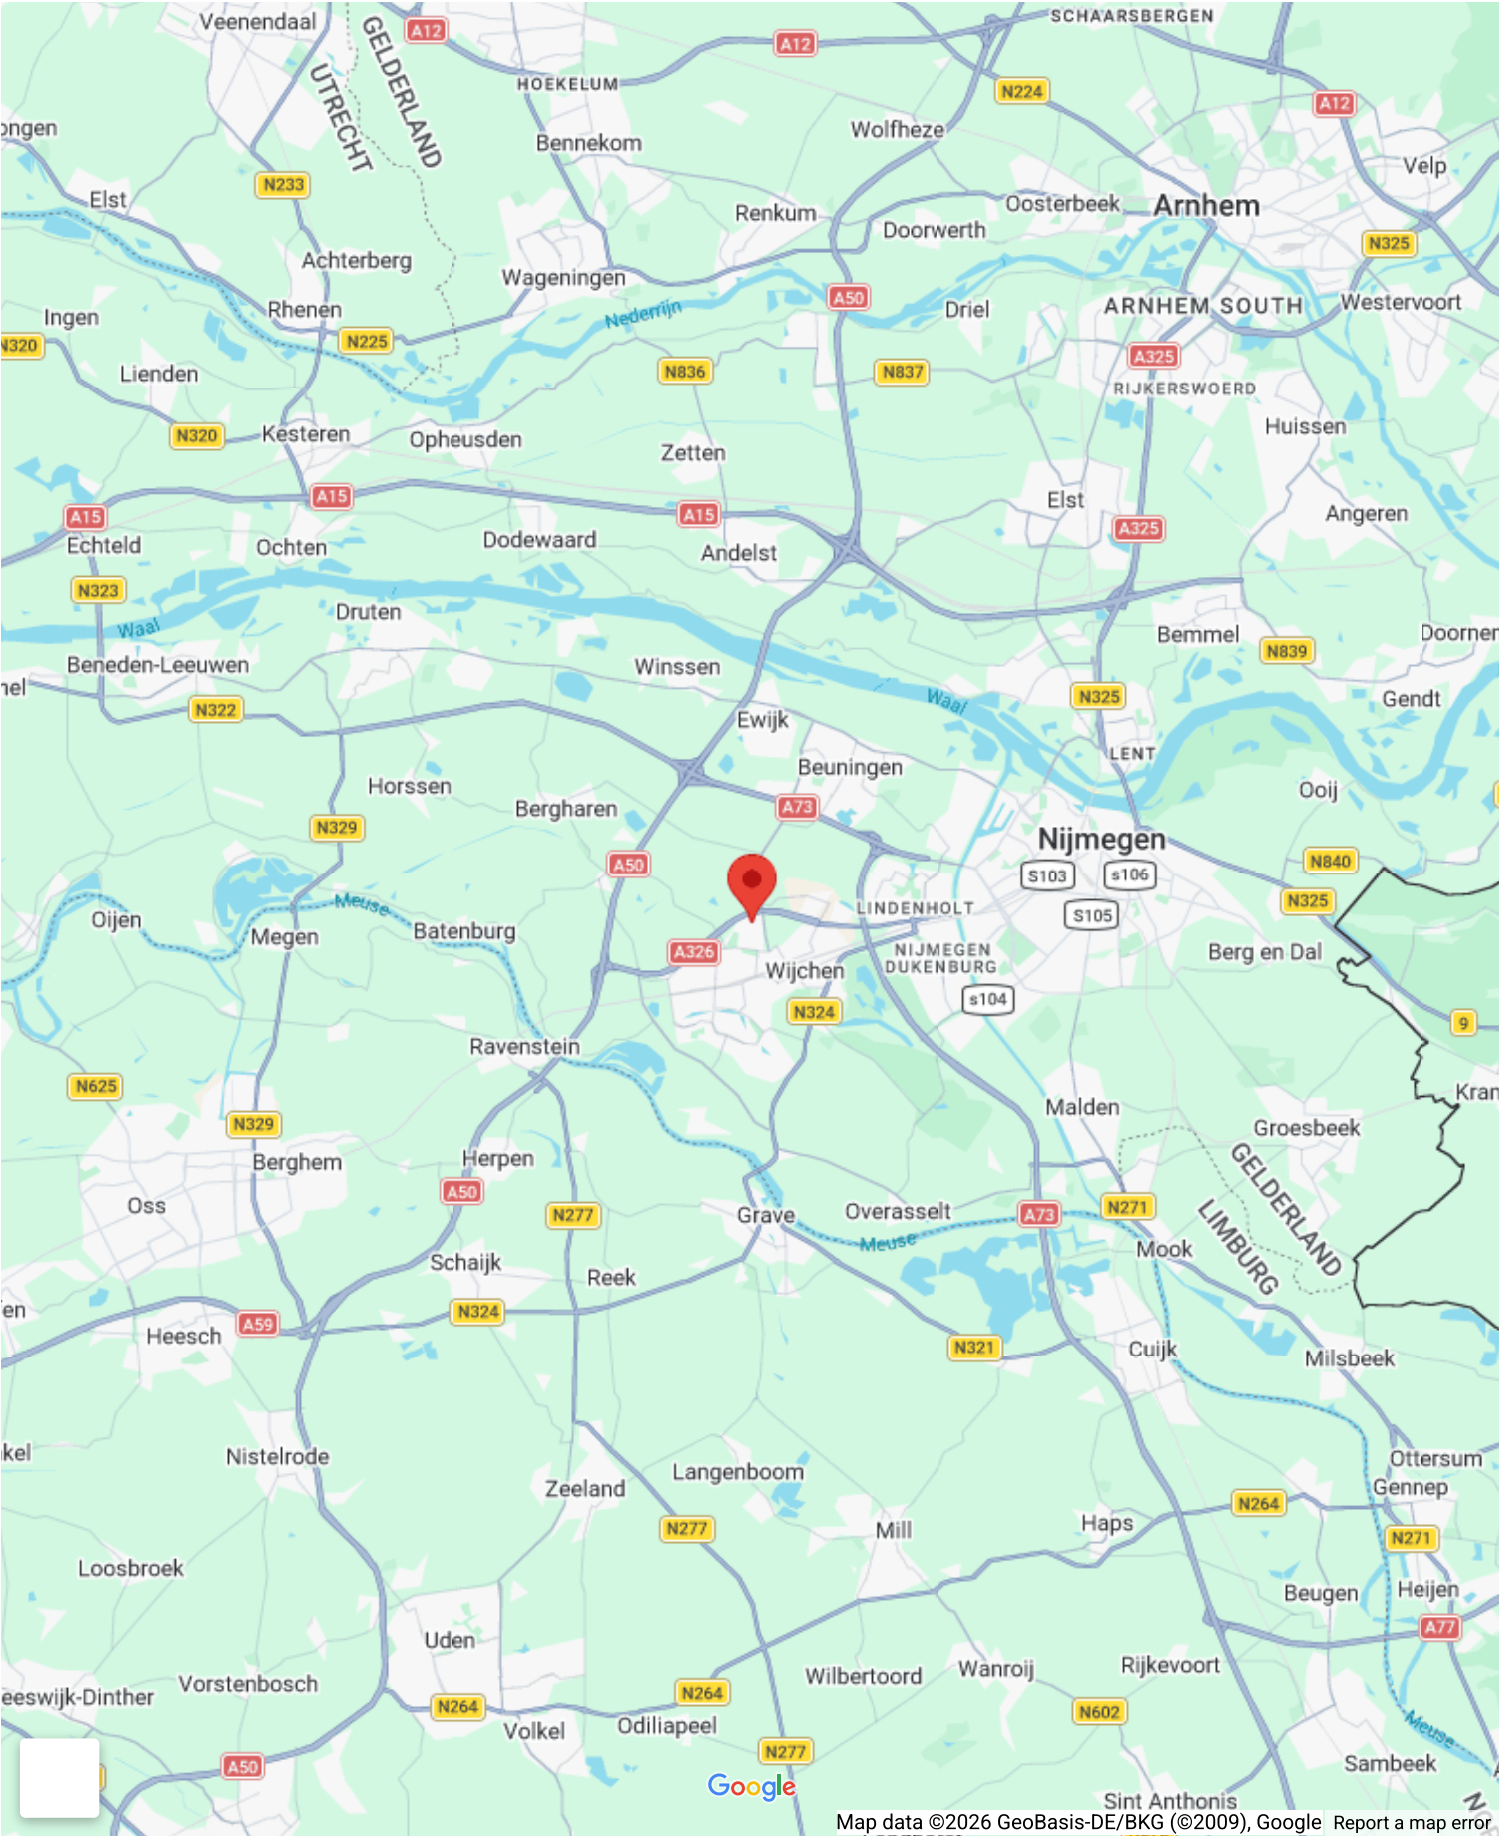 Veenendaal
A12
SCHAARSBERGEN
GELDERLAND
UTRECHT
A12
HOEKELUM
N224
A12
Wolfheze
Bennekom
Velp
N233
Elst
Renkum
Oosterbeek
Arnhem
Doorwerth
N325
Achterberg
Wageningen
A50
Nederrijn
Driel
ARNHEM SOUTH
Westervoort
Ingen
Rhenen
N225
N320
A325
Lienden
N836
N837
RIJKERSWOERD
N320
Kesteren
Opheusden
Zetten
Huissen
A15
A15
A15
Elst
A325
Angeren
Echteld
Ochten
Dodewaard
Andelst
N323
Waal
Druten
Bemmel
N839
Beneden-Leeuwen
Winssen
N322
Waal
N325
Gendt
Ewijk
LENT
Beuningen
Horssen
Bergharen
A73
Ooij
N329
Nijmegen
A50
S103
s106
N840
N325
Meuse
LINDENHOLT
S105
Oijen
Megen
Batenburg
A326
NIJMEGEN
DUKENBURG
Berg en Dal
Wijchen
s104
N324
9
Ravenstein
N625
N329
Malden
Groesbeek
Berghem
Herpen
GELDERLAND
LIMBURG
Oss
A50
N277
Grave
Overasselt
A73
N271
Meuse
Mook
Schaijk
Reek
N324
A59
Heesch
N321
Cuijk
Milsbeek
Nistelrode
Langenboom
Zeeland
Ottersum
Gennep
N264
N277
Mill
Haps
N271
Loosbroek
Beugen
Heijen
A77
Uden
Vorstenbosch
Wilbertoord
Wanroij
Rijkevoort
eeswijk-Dinther
N264
N264
Volkel
Odiliapeel
N602
Meuse
N277
A50
Sambeek
Google
Sint Anthonis
Map data ©2026 GeoBasis-DE/BKG (©2009), Google
Report a map error